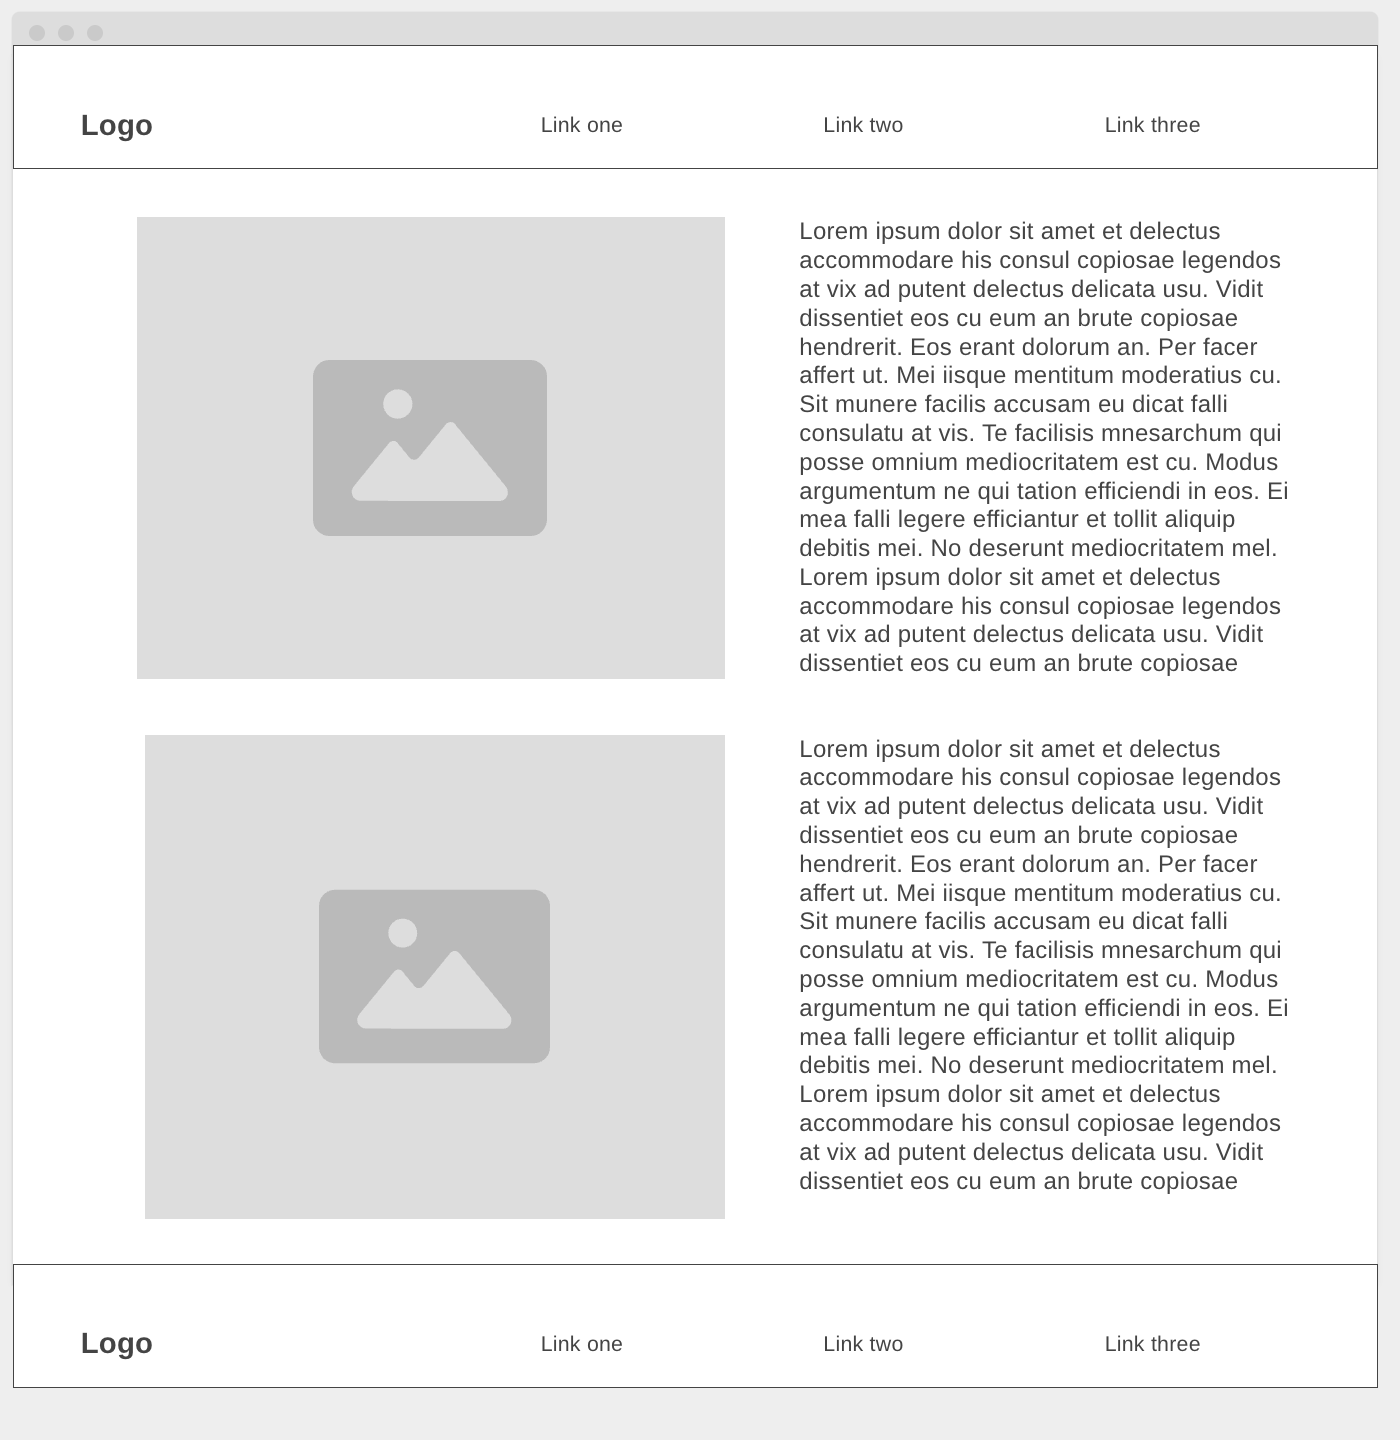 Logo
Link one
Link two
Link three
Lorem ipsum dolor sit amet et delectus
accommodare his consul copiosae legendos
at vix ad putent delectus delicata usu. Vidit
dissentiet eos cu eum an brute copiosae
hendrerit. Eos erant dolorum an. Per facer
affert ut. Mei iisque mentitum moderatius cu.
Sit munere facilis accusam eu dicat falli
consulatu at vis. Te facilisis mnesarchum qui
posse omnium mediocritatem est cu. Modus
argumentum ne qui tation efficiendi in eos. Ei
mea falli legere efficiantur et tollit aliquip
debitis mei. No deserunt mediocritatem mel.
Lorem ipsum dolor sit amet et delectus
accommodare his consul copiosae legendos
at vix ad putent delectus delicata usu. Vidit
dissentiet eos cu eum an brute copiosae
Lorem ipsum dolor sit amet et delectus
accommodare his consul copiosae legendos
at vix ad putent delectus delicata usu. Vidit
dissentiet eos cu eum an brute copiosae
hendrerit. Eos erant dolorum an. Per facer
affert ut. Mei iisque mentitum moderatius cu.
Sit munere facilis accusam eu dicat falli
consulatu at vis. Te facilisis mnesarchum qui
posse omnium mediocritatem est cu. Modus
argumentum ne qui tation efficiendi in eos. Ei
mea falli legere efficiantur et tollit aliquip
debitis mei. No deserunt mediocritatem mel.
Lorem ipsum dolor sit amet et delectus
accommodare his consul copiosae legendos
at vix ad putent delectus delicata usu. Vidit
dissentiet eos cu eum an brute copiosae
Logo
Link one
Link two
Link three